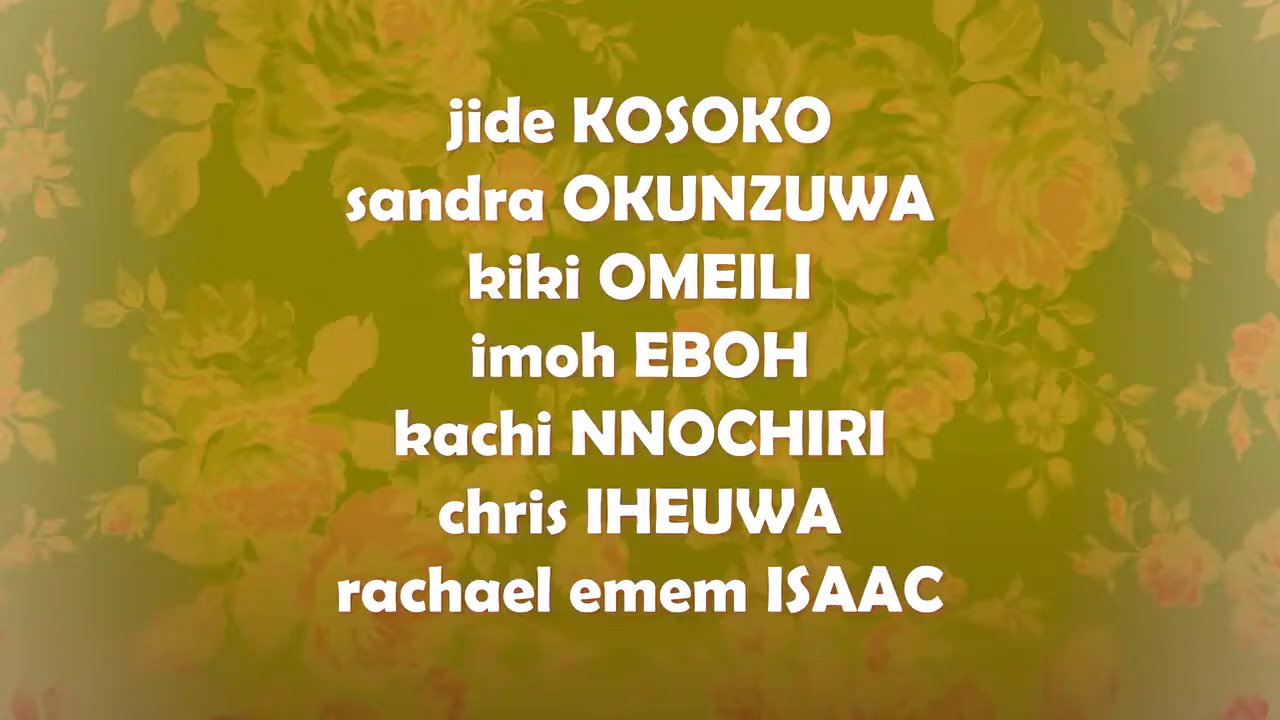 jide KOSOKO
sandra OKUNZUWA
kiki OMEILI
imoh EBOH
kachi NNOCHIRI
chris IHEUWA
rachael emem ISAAC